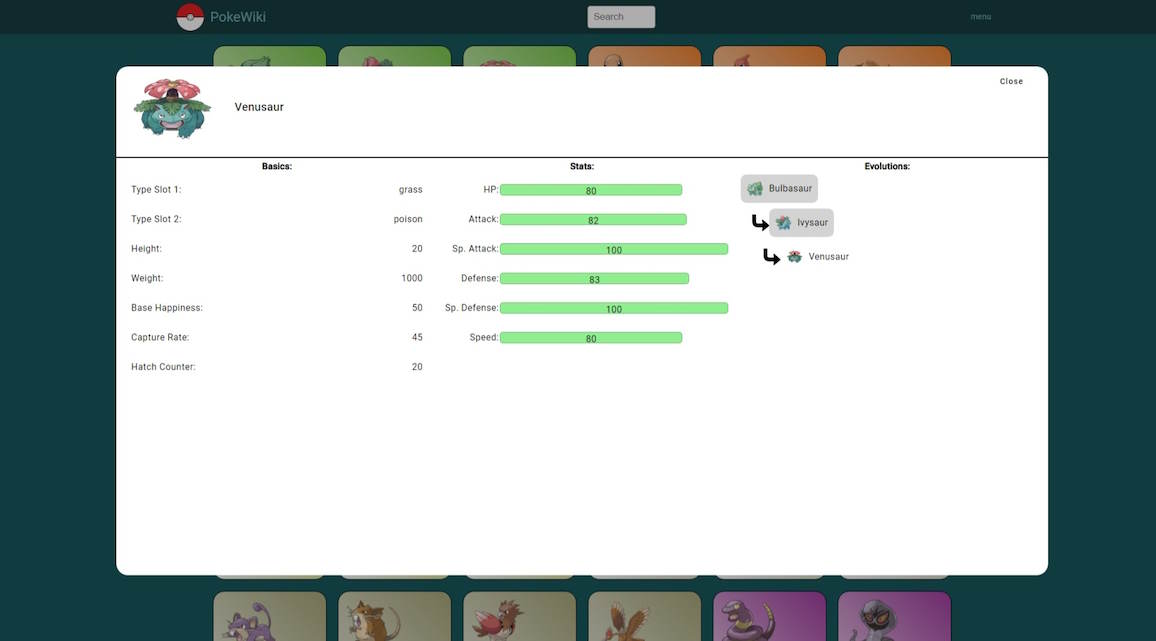 PokeWiki
Search
menu
Close
Venusaur
Basics:
Type Slot 1: grass
Type Slot 2: poison
Height: 20
Weight: 1000
Base Happiness: 50
Capture Rate: 45
Hatch Counter: 20
Stats:
HP: 80
Attack: 82
Sp. Attack: 100
Defense: 83
Sp. Defense: 100
Speed: 80
Evolutions:
Bulbasaur
Ivysaur
Venusaur